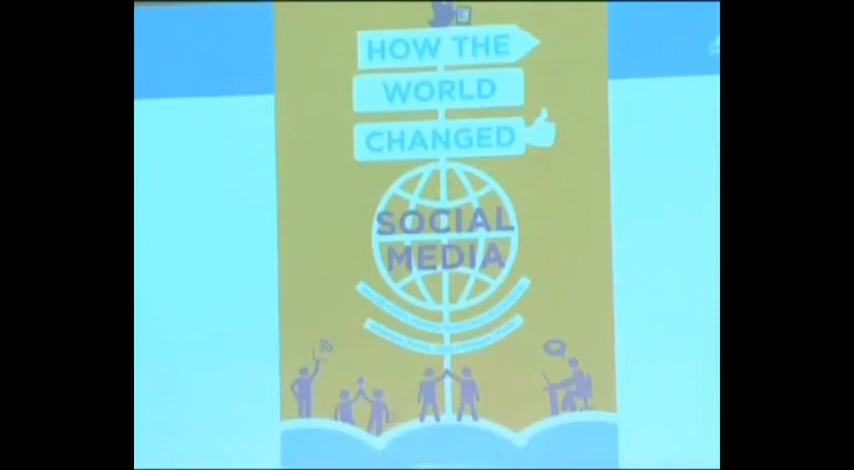 HOW THE
WORLD
CHANGED
SOCIAL
MEDIA